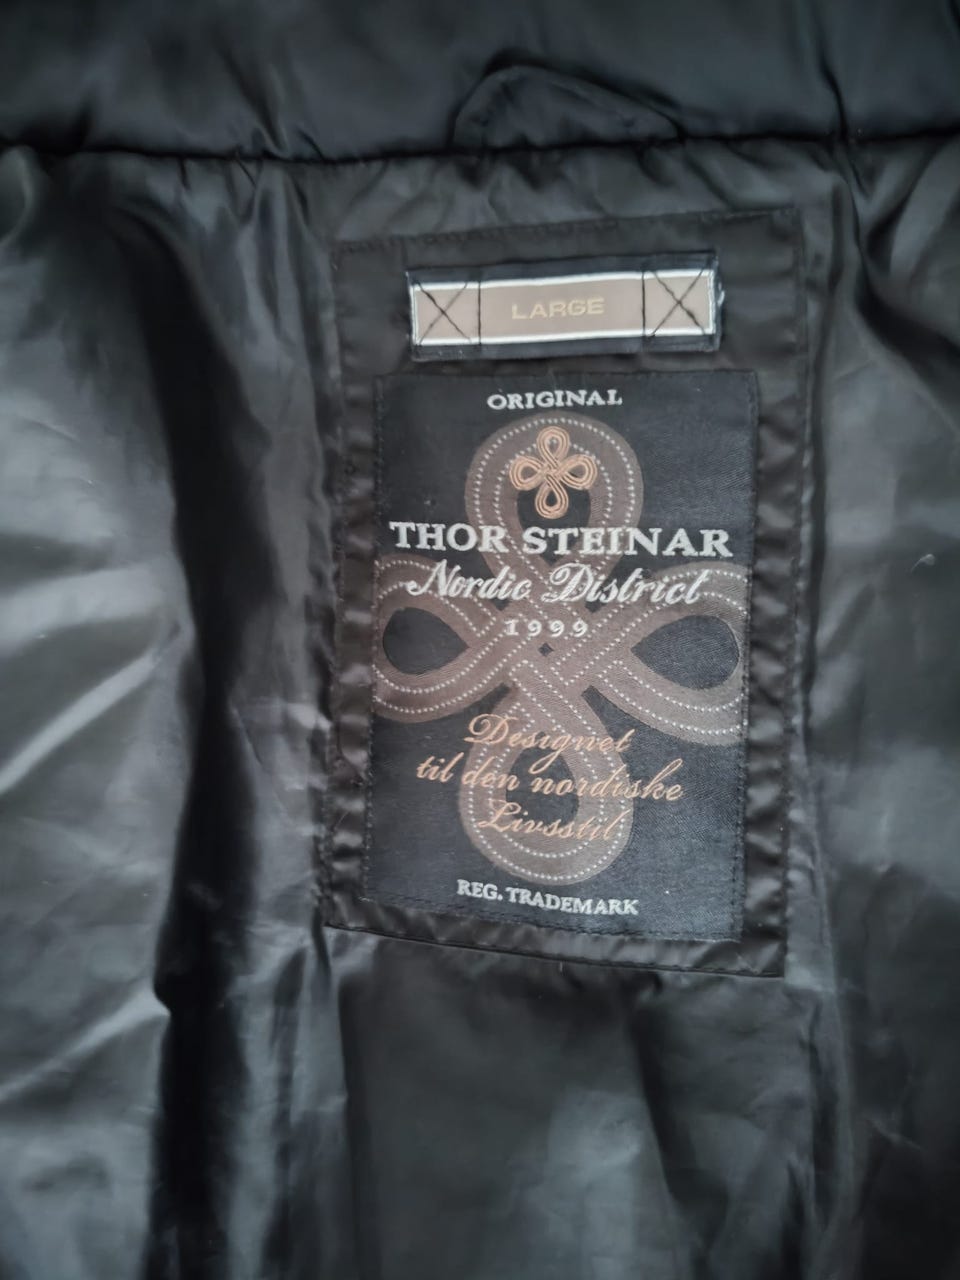 LARGE
ORIGINAL
THOR STEINAR
Nordic District
1999
Designet
til den nordiske
Livsstil
REG. TRADEMARK